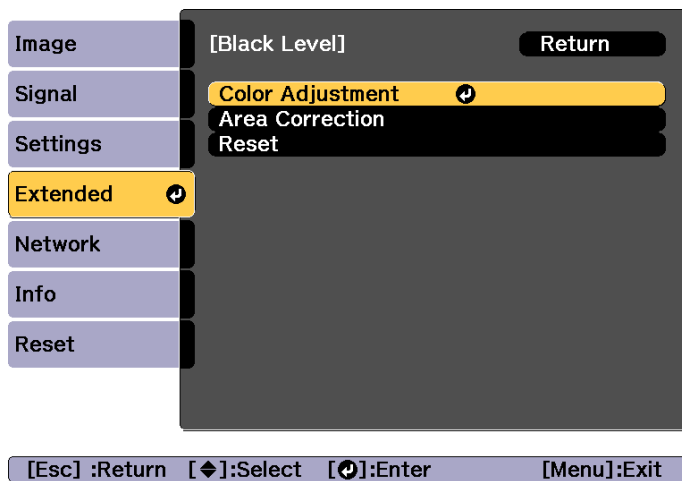 Image
Signal
Settings
Extended
Network
Info
Reset
[Black Level] Return
Color Adjustment
Area Correction
Reset
[Esc] :Return [◆]:Select [↵]:Enter [Menu]:Exit